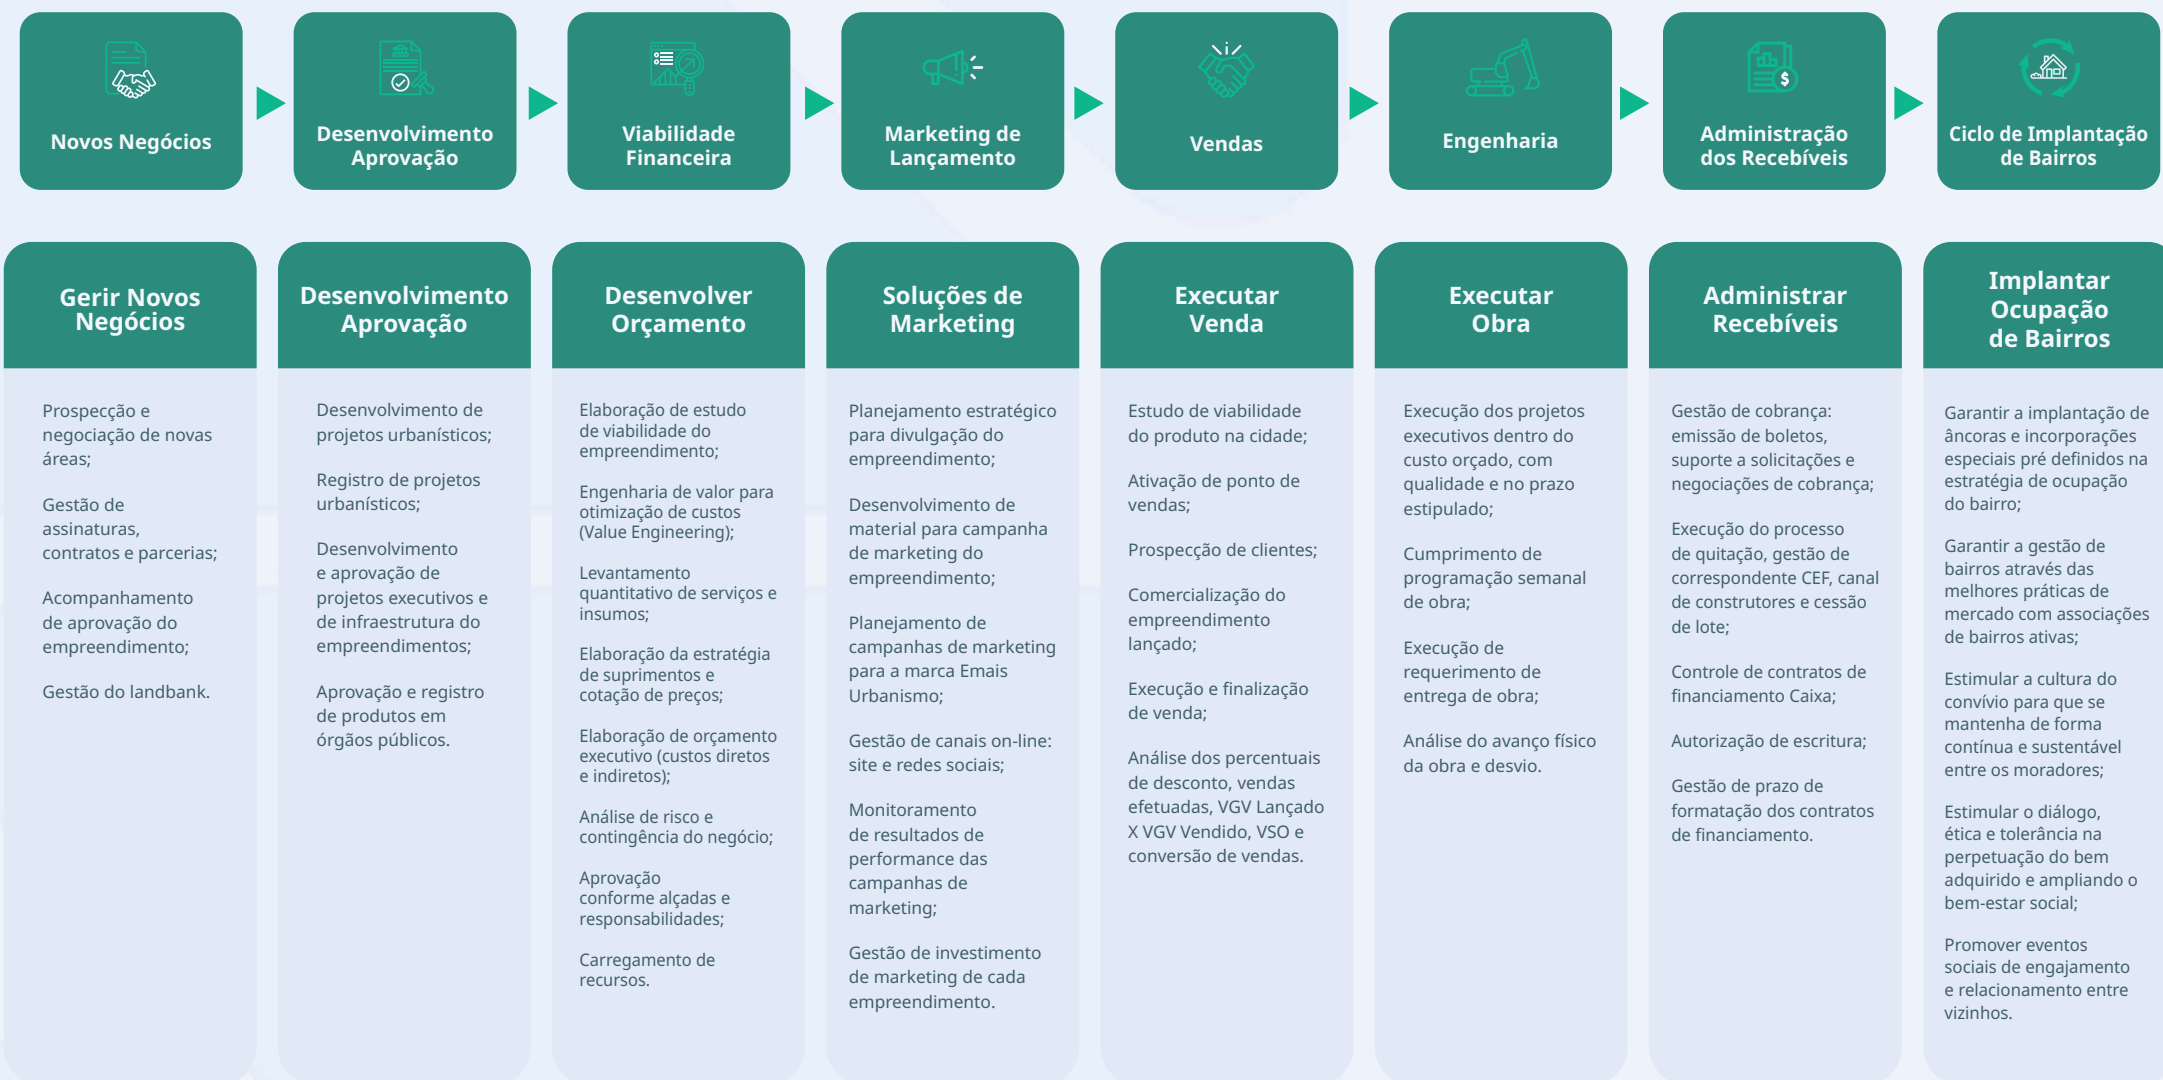 Novos Negócios
Desenvolvimento
Aprovação
Viabilidade
Financeira
Marketing de
Lançamento
Vendas
Engenharia
Administração
dos Recebíveis
Ciclo de Implantação
de Bairros
Gerir Novos
Negócios
Prospecção e
negociação de novas
áreas;
Gestão de
assinaturas,
contratos e parcerias;
Acompanhamento
de aprovação do
empreendimento;
Gestão do landbank.
Desenvolvimento
Aprovação
Desenvolvimento de
projetos urbanísticos;
Registro de projetos
urbanísticos;
Desenvolvimento
e aprovação de
projetos executivos e
de infraestrutura do
empreendimentos;
Aprovação e registro
de produtos em
órgãos públicos.
Desenvolver
Orçamento
Elaboração de estudo
de viabilidade do
empreendimento;
Engenharia de valor para
otimização de custos
(Value Engineering);
Levantamento
quantitativo de serviços e
insumos;
Elaboração da estratégia
de suprimentos e
cotação de preços;
Elaboração de orçamento
executivo (custos diretos
e indiretos);
Análise de risco e
contingência do negócio;
Aprovação
conforme alçadas e
responsabilidades;
Carregamento de
recursos.
Soluções de
Marketing
Planejamento estratégico
para divulgação do
empreendimento;
Desenvolvimento de
material para campanha
de marketing do
empreendimento;
Planejamento de
campanhas de marketing
para a marca Emais
Urbanismo;
Gestão de canais on-line:
site e redes sociais;
Monitoramento
de resultados de
performance das
campanhas de
marketing;
Gestão de investimento
de marketing de cada
empreendimento.
Executar
Venda
Estudo de viabilidade
do produto na cidade;
Ativação de ponto de
vendas;
Prospecção de clientes;
Comercialização do
empreendimento
lançado;
Execução e finalização
de venda;
Análise dos percentuais
de desconto, vendas
efetuadas, VGV Lançado
X VGV Vendido, VSO e
conversão de vendas.
Executar
Obra
Execução dos projetos
executivos dentro do
custo orçado, com
qualidade e no prazo
estipulado;
Cumprimento de
programação semanal
de obra;
Execução de
requerimento de
entrega de obra;
Análise do avanço físico
da obra e desvio.
Administrar
Recebíveis
Gestão de cobrança:
emissão de boletos,
suporte a solicitações e
negociações de cobrança;
Execução do processo
de quitação, gestão de
correspondente CEF, canal
de construtores e cessão
de lote;
Controle de contratos de
financiamento Caixa;
Autorização de escritura;
Gestão de prazo de
formatação dos contratos
de financiamento.
Implantar
Ocupação
de Bairros
Garantir a implantação de
âncoras e incorporações
especiais pré definidos na
estratégia de ocupação
do bairro;
Garantir a gestão de
bairros através das
melhores práticas de
mercado com associações
de bairros ativas;
Estimular a cultura do
convívio para que se
mantenha de forma
contínua e sustentável
entre os moradores;
Estimular o diálogo,
ética e tolerância na
perpetuação do bem
adquirido e ampliando o
bem-estar social;
Promover eventos
sociais de engajamento
e relacionamento entre
vizinhos.